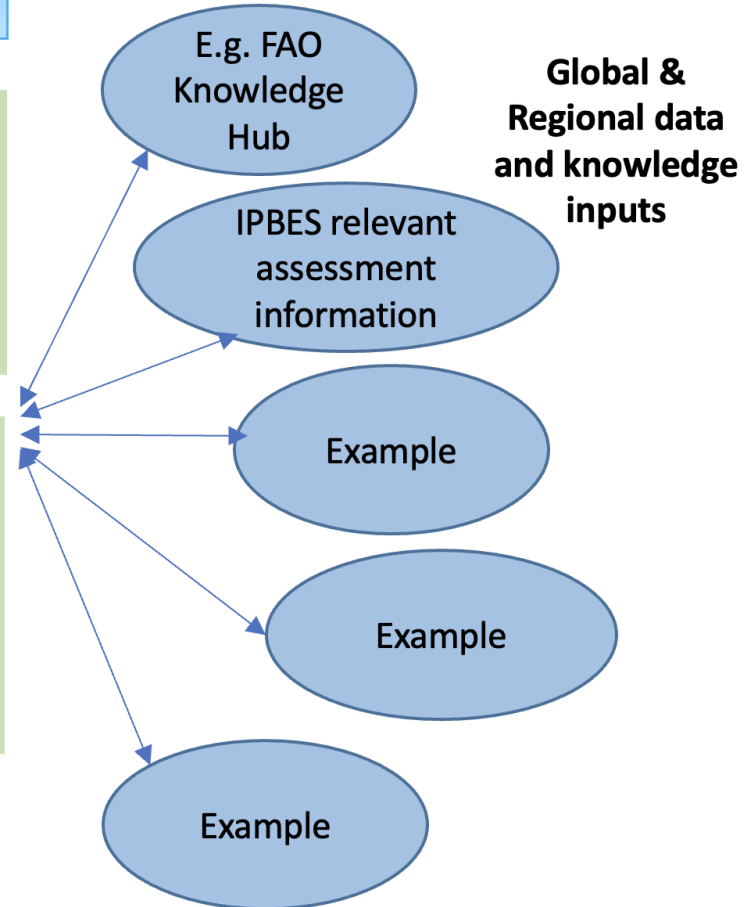 E.g. FAO
Knowledge
Hub
Global &
Regional data
and knowledge
inputs
IPBES relevant
assessment
information
Example
Example
Example